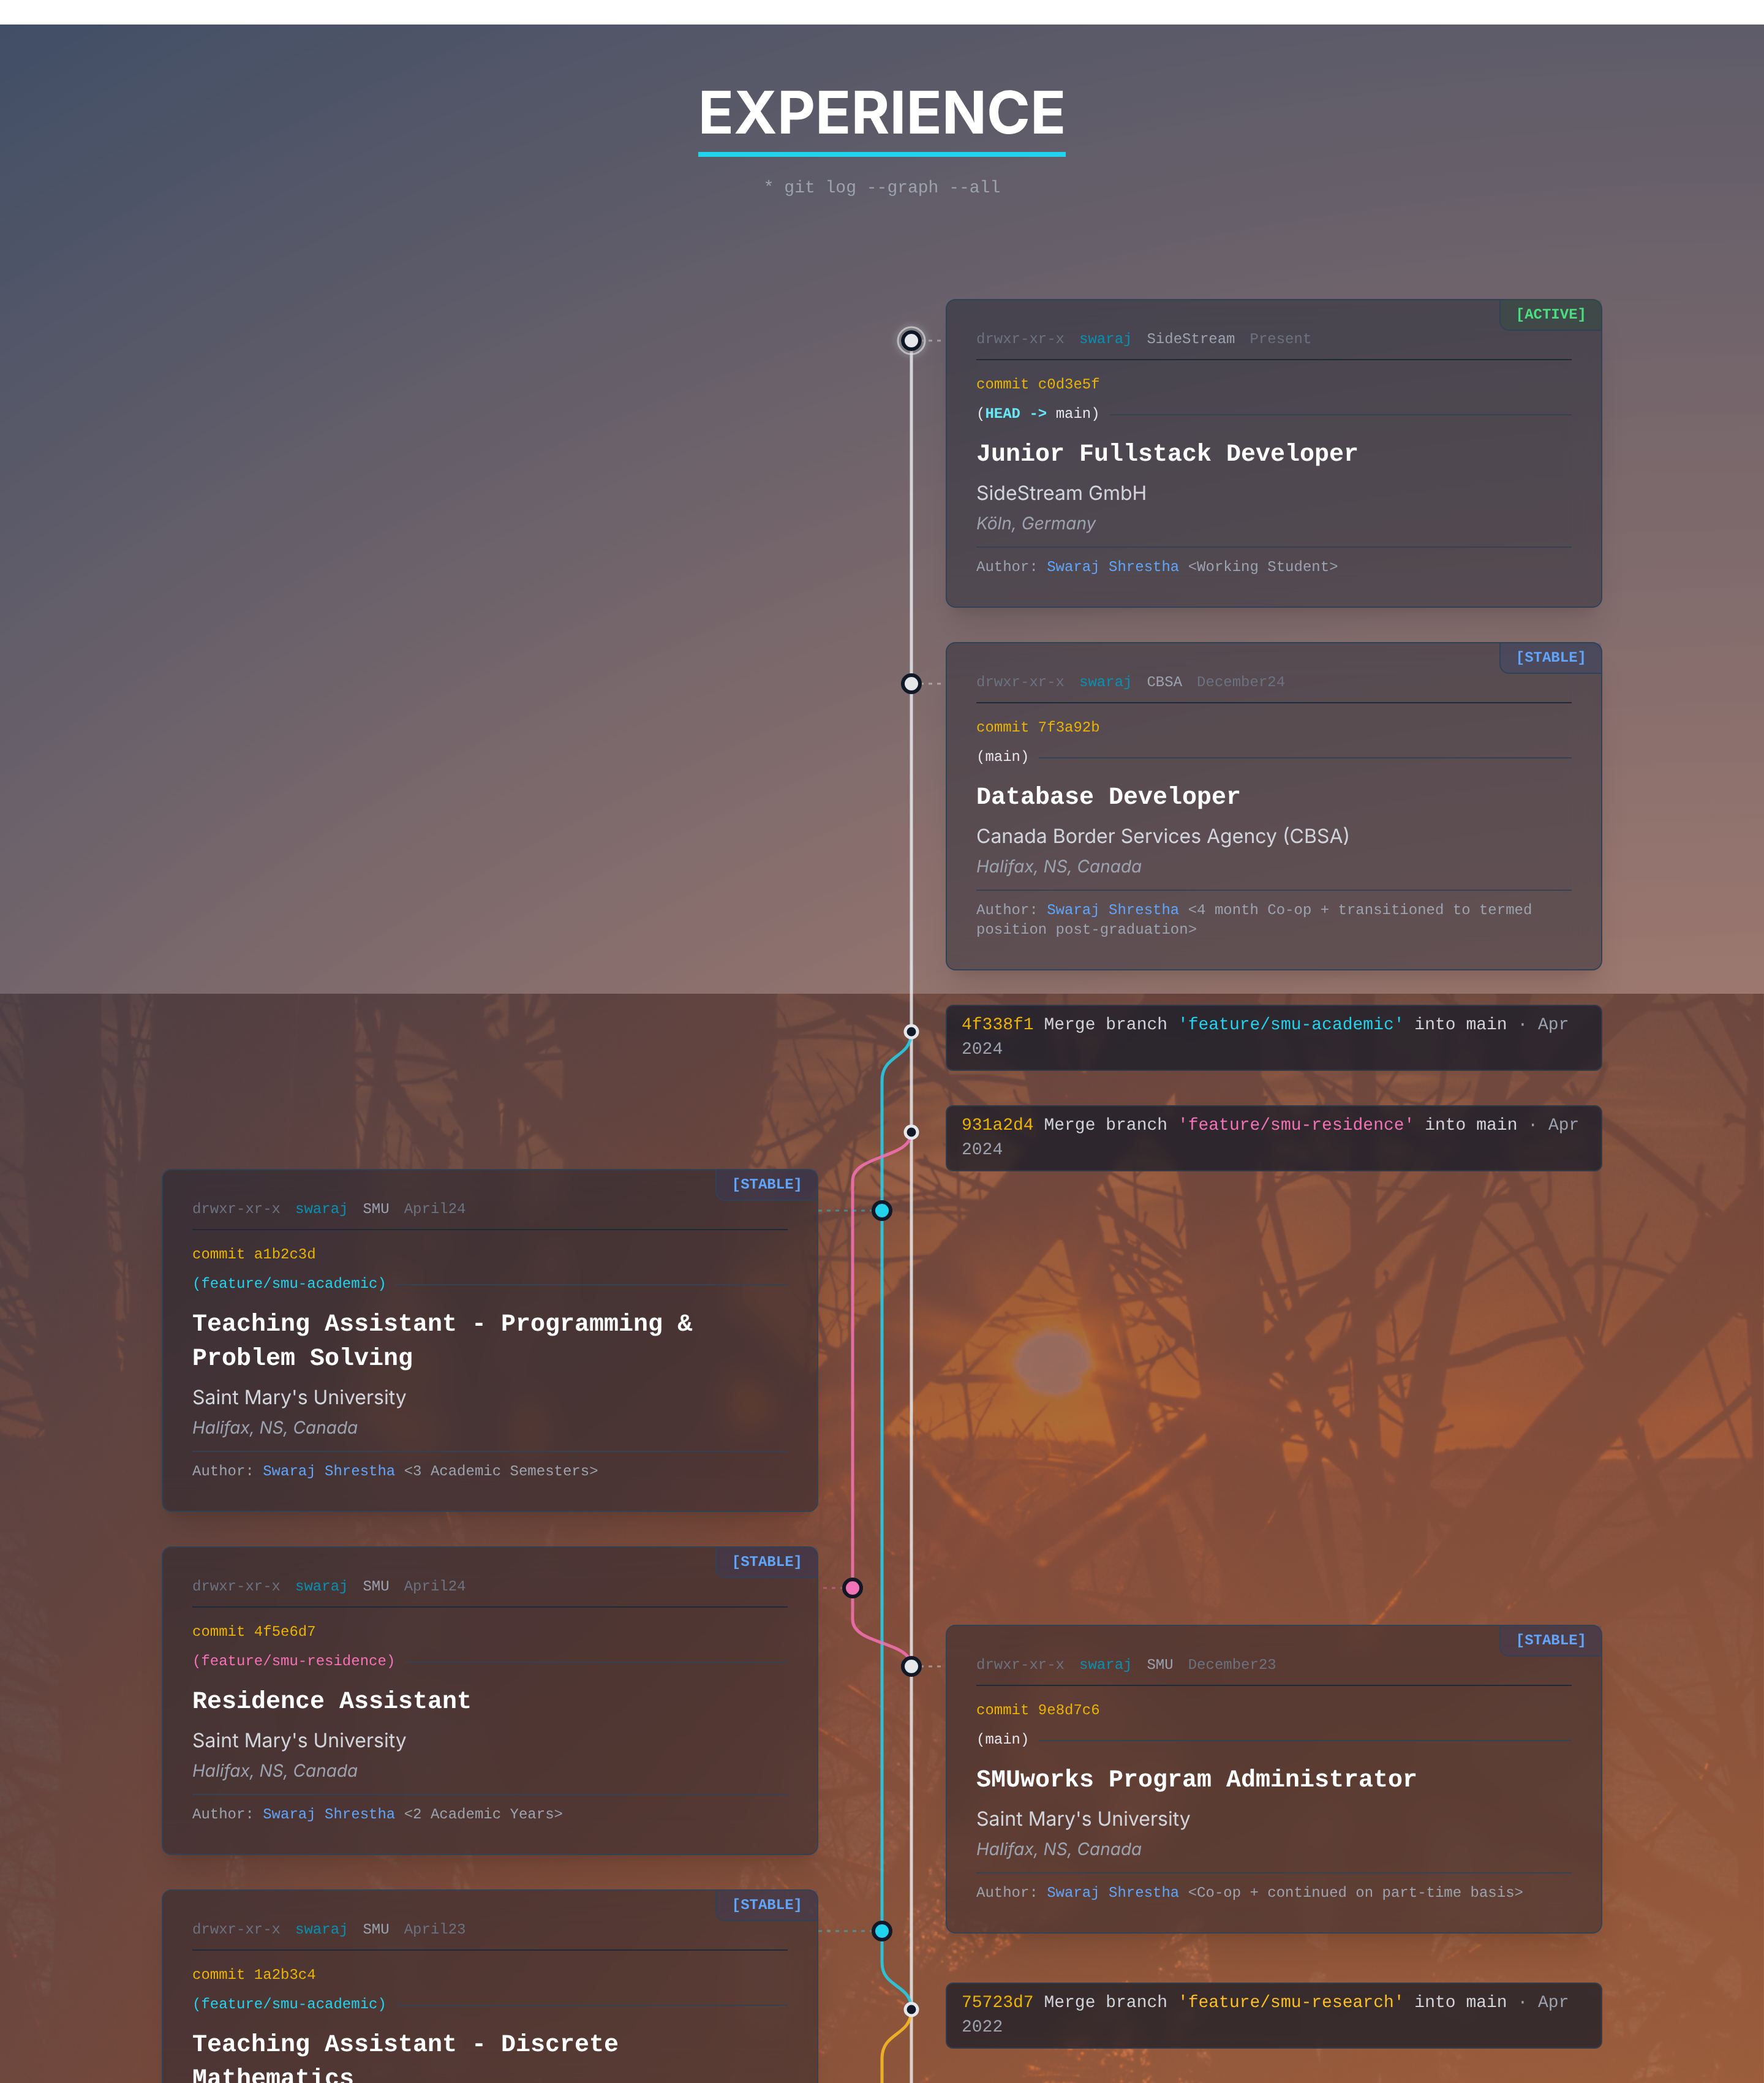 EXPERIENCE
* git log --graph --all
[ACTIVE]
drwxr-xr-x swaraj SideStream Present
commit c0d3e5f
(HEAD -> main)
Junior Fullstack Developer
SideStream GmbH
Köln, Germany
Author: Swaraj Shrestha <Working Student>
[STABLE]
drwxr-xr-x swaraj CBSA December24
commit 7f3a92b
(main)
Database Developer
Canada Border Services Agency (CBSA)
Halifax, NS, Canada
Author: Swaraj Shrestha <4 month Co-op + transitioned to termed
position post-graduation>
4f338f1 Merge branch 'feature/smu-academic' into main · Apr
2024
931a2d4 Merge branch 'feature/smu-residence' into main · Apr
2024
[STABLE]
drwxr-xr-x swaraj SMU April24
commit a1b2c3d
(feature/smu-academic)
Teaching Assistant - Programming &
Problem Solving
Saint Mary's University
Halifax, NS, Canada
Author: Swaraj Shrestha <3 Academic Semesters>
[STABLE]
drwxr-xr-x swaraj SMU April24
commit 4f5e6d7
(feature/smu-residence)
Residence Assistant
Saint Mary's University
Halifax, NS, Canada
Author: Swaraj Shrestha <2 Academic Years>
[STABLE]
drwxr-xr-x swaraj SMU December23
commit 9e8d7c6
(main)
SMUworks Program Administrator
Saint Mary's University
Halifax, NS, Canada
Author: Swaraj Shrestha <Co-op + continued on part-time basis>
[STABLE]
drwxr-xr-x swaraj SMU April23
commit 1a2b3c4
(feature/smu-academic)
Teaching Assistant - Discrete
Mathematics
75723d7 Merge branch 'feature/smu-research' into main · Apr
2022